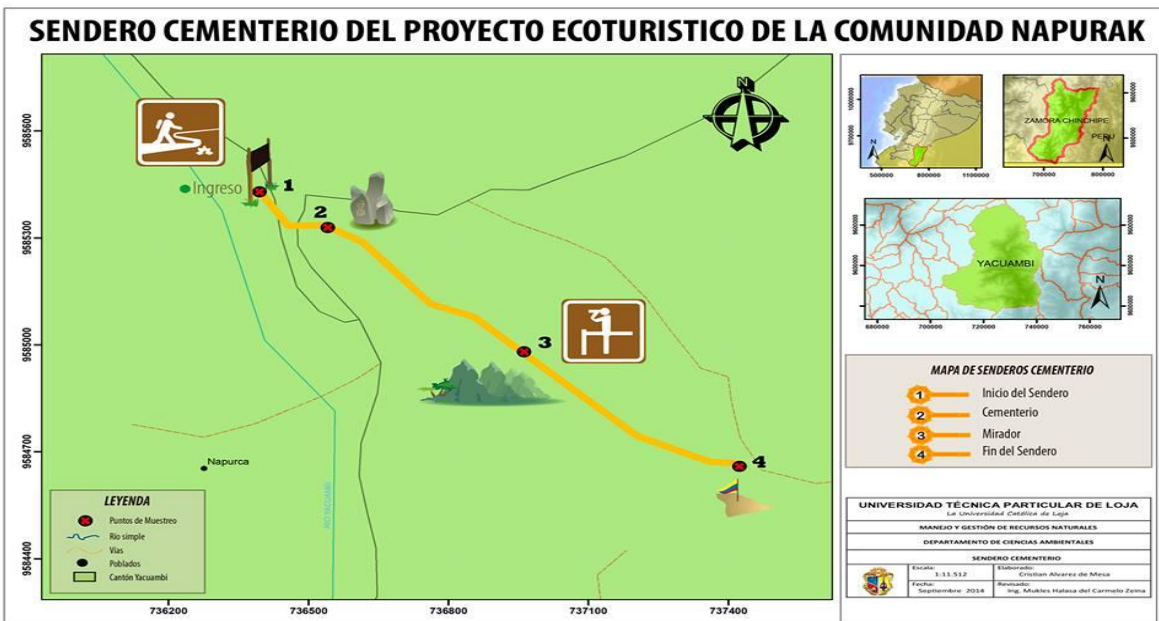 SENDERO CEMENTERIO DEL PROYECTO ECOTURISTICO DE LA COMUNIDAD NAPURAK
9585600
9585300
9585000
9584700
9584400
736200
736500
736800
737100
737400
N
Ingreso
1
2
3
4
Napurca
RIO YACUAMBI
LEYENDA
Puntos de Muestreo
Rio simple
Vias
Poblados
Cantón Yacuambi
N
500000
800000
1100000
ZAMORA CHINCHIPE
PERU
N
700000
800000
YACUAMBI
N
680000
700000
720000
740000
760000
MAPA DE SENDEROS CEMENTERIO
1 Inicio del Sendero
2 Cementerio
3 Mirador
4 Fin del Sendero
UNIVERSIDAD TÉCNICA PARTICULAR DE LOJA
La Universidad Católica de Loja
MANEJO Y GESTIÓN DE RECURSOS NATURALES
DEPARTAMENTO DE CIENCIAS AMBIENTALES
SENDERO CEMENTERIO
Escala:
1:11.512
Elaborado:
Cristian Alvarez de Mesa
Fecha:
Septiembre 2014
Revisado:
Ing. Mukles Halasa del Carmelo Zeina